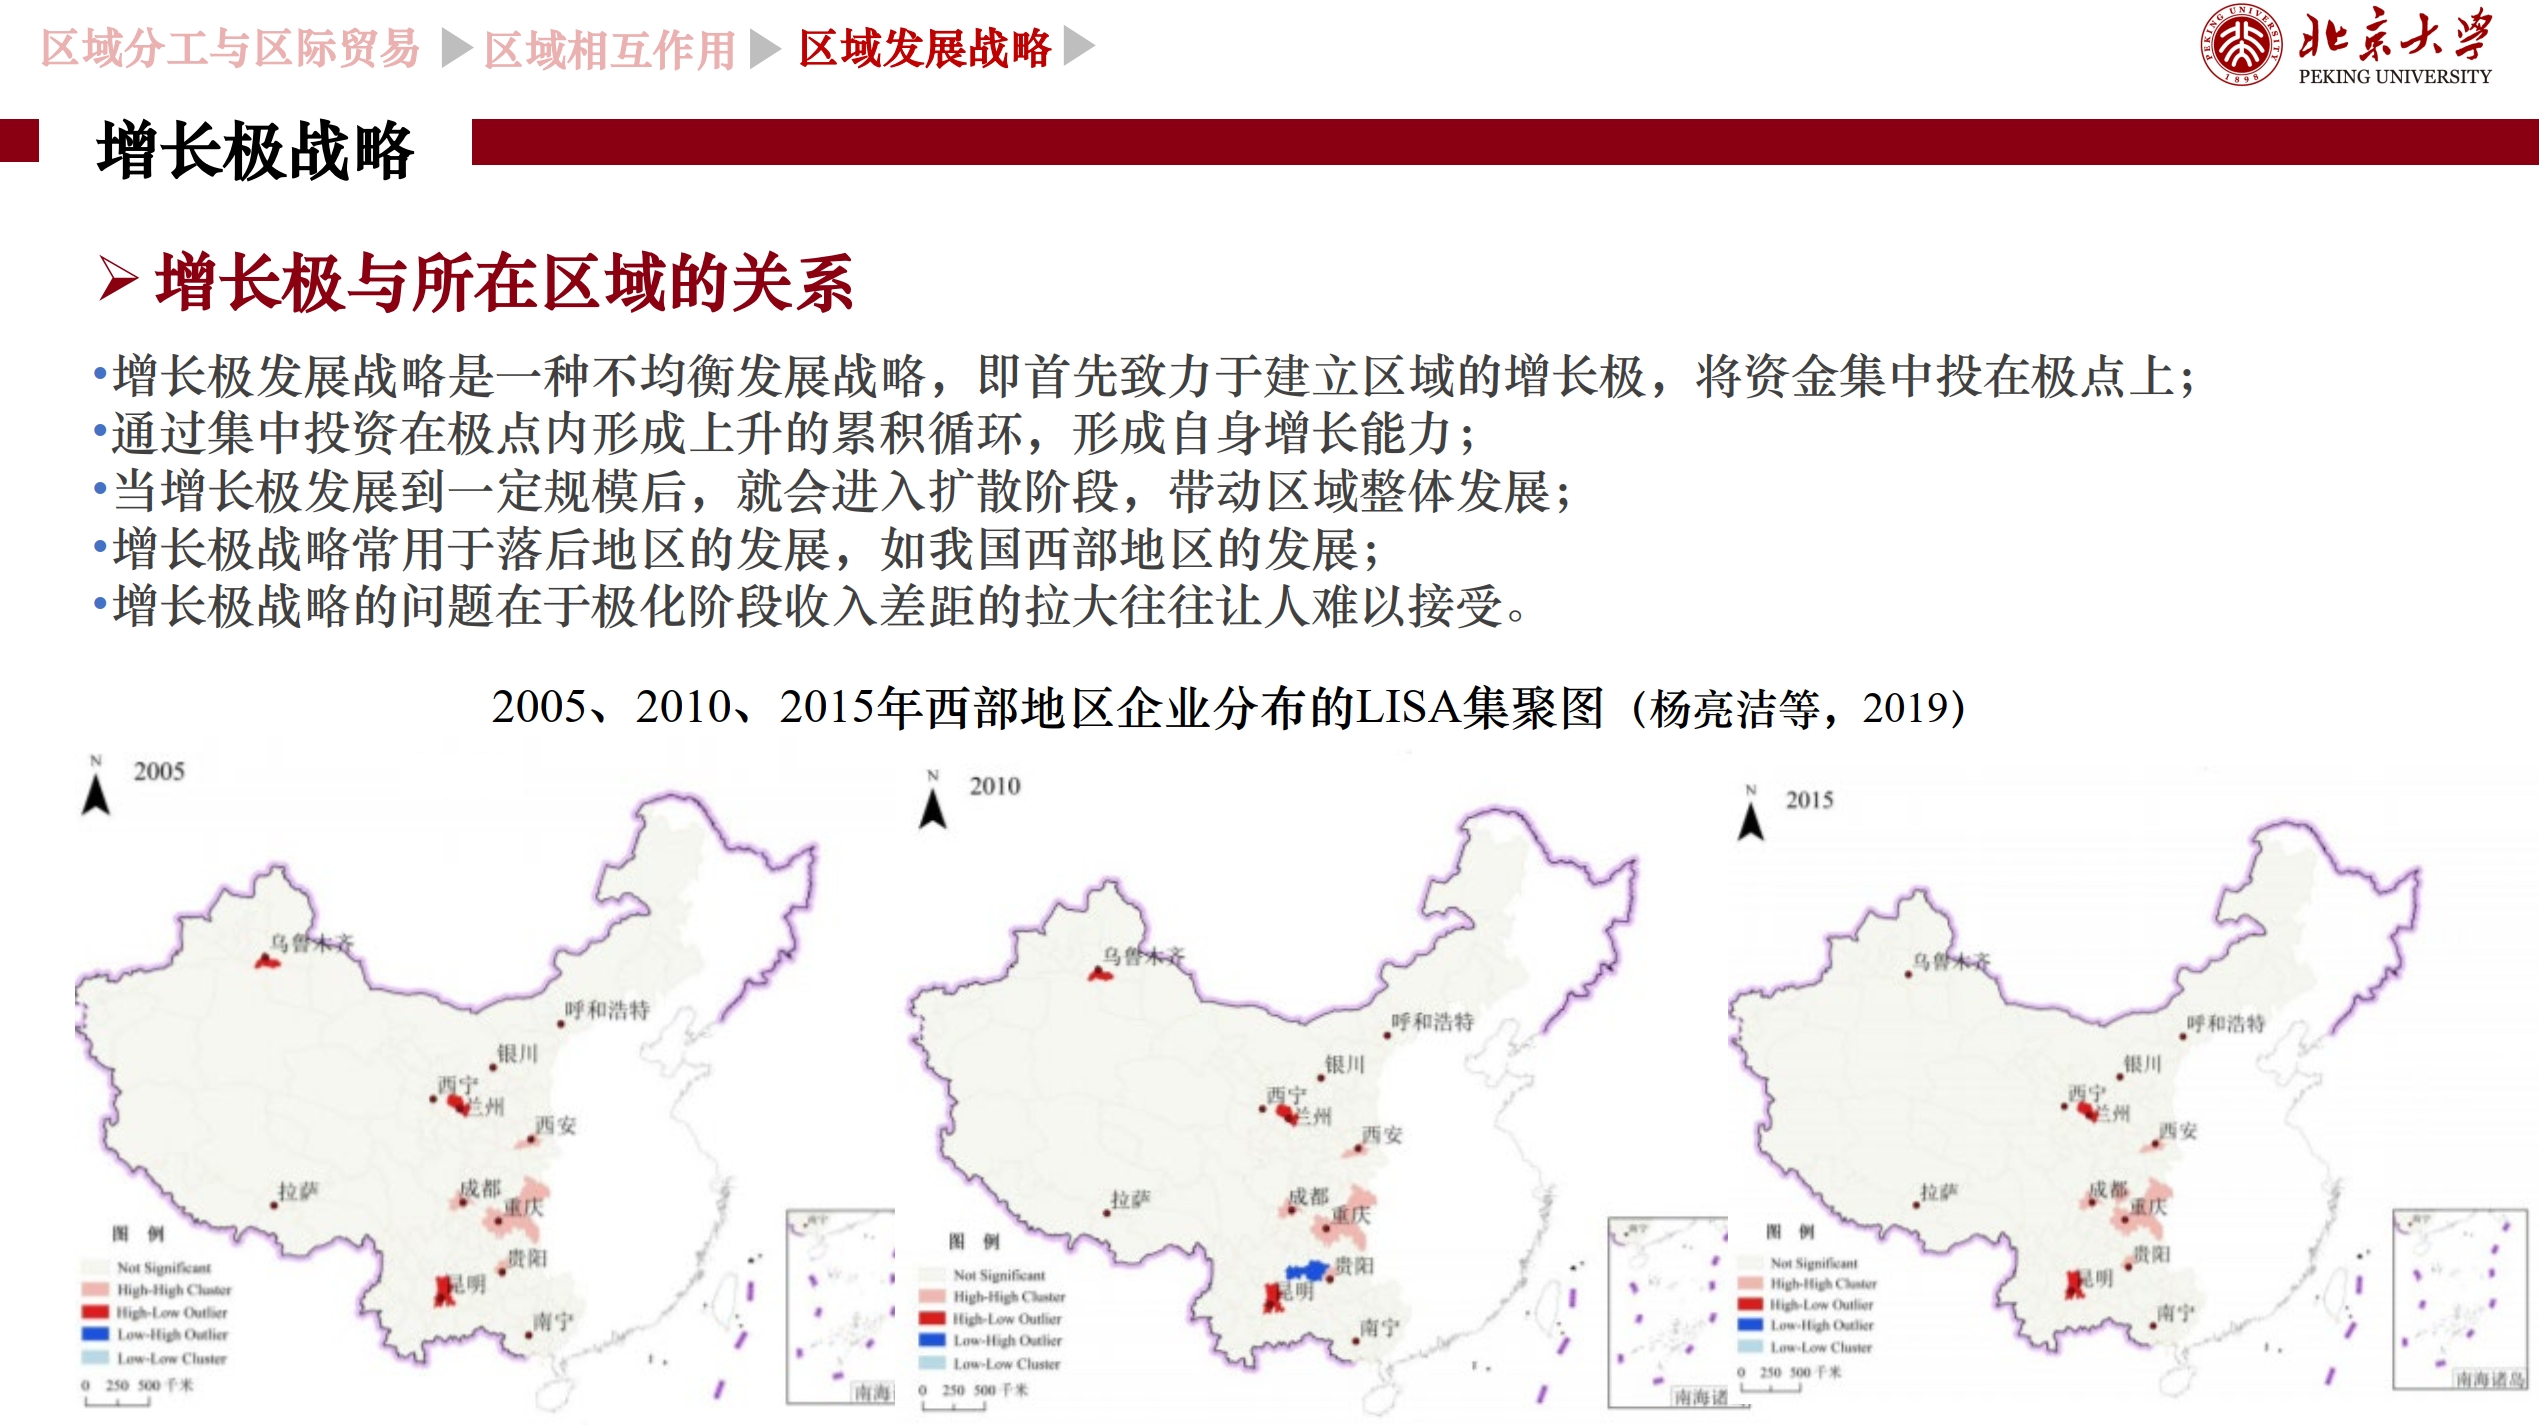 区域分工与区际贸易 区域相互作用 区域发展战略
北京大学
PEKING UNIVERSITY
PEKING UNIVERSITY
1898
增长极战略
增长极与所在区域的关系
•增长极发展战略是一种不均衡发展战略，即首先致力于建立区域的增长极，将资金集中投在极点上；
•通过集中投资在极点内形成上升的累积循环，形成自身增长能力；
•当增长极发展到一定规模后，就会进入扩散阶段，带动区域整体发展；
•增长极战略常用于落后地区的发展，如我国西部地区的发展；
•增长极战略的问题在于极化阶段收入差距的拉大往往让人难以接受。
2005、2010、2015年西部地区企业分布的LISA集聚图（杨亮洁等，2019）
N 2005
乌鲁木齐
呼和浩特
银川
西宁
兰州
西安
拉萨
成都
重庆
贵阳
昆明
南宁
图 例
Not Significant
High-High Cluster
High-Low Outlier
Low-High Outlier
Low-Low Cluster
0 250 500 千米
南宁
南海
N 2010
乌鲁木齐
呼和浩特
银川
西宁
兰州
西安
拉萨
成都
重庆
贵阳
昆明
南宁
图 例
Not Significant
High-High Cluster
High-Low Outlier
Low-High Outlier
Low-Low Cluster
0 250 500 千米
南宁
南海诸
N 2015
乌鲁木齐
呼和浩特
银川
西宁
兰州
西安
拉萨
成都
重庆
贵阳
昆明
南宁
图 例
Not Significant
High-High Cluster
High-Low Outlier
Low-High Outlier
Low-Low Cluster
0 250 500 千米
南宁
南海诸岛